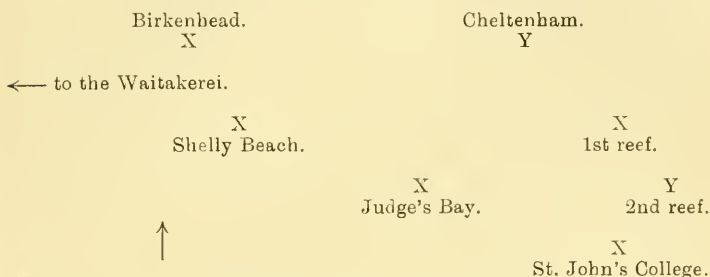 Birkenhead. Cheltenham.
X Y
← to the Waitakerei.
X X
Shelly Beach. 1st reef.
X Y
Judge's Bay. 2nd reef.
↑ X
St. John's College.